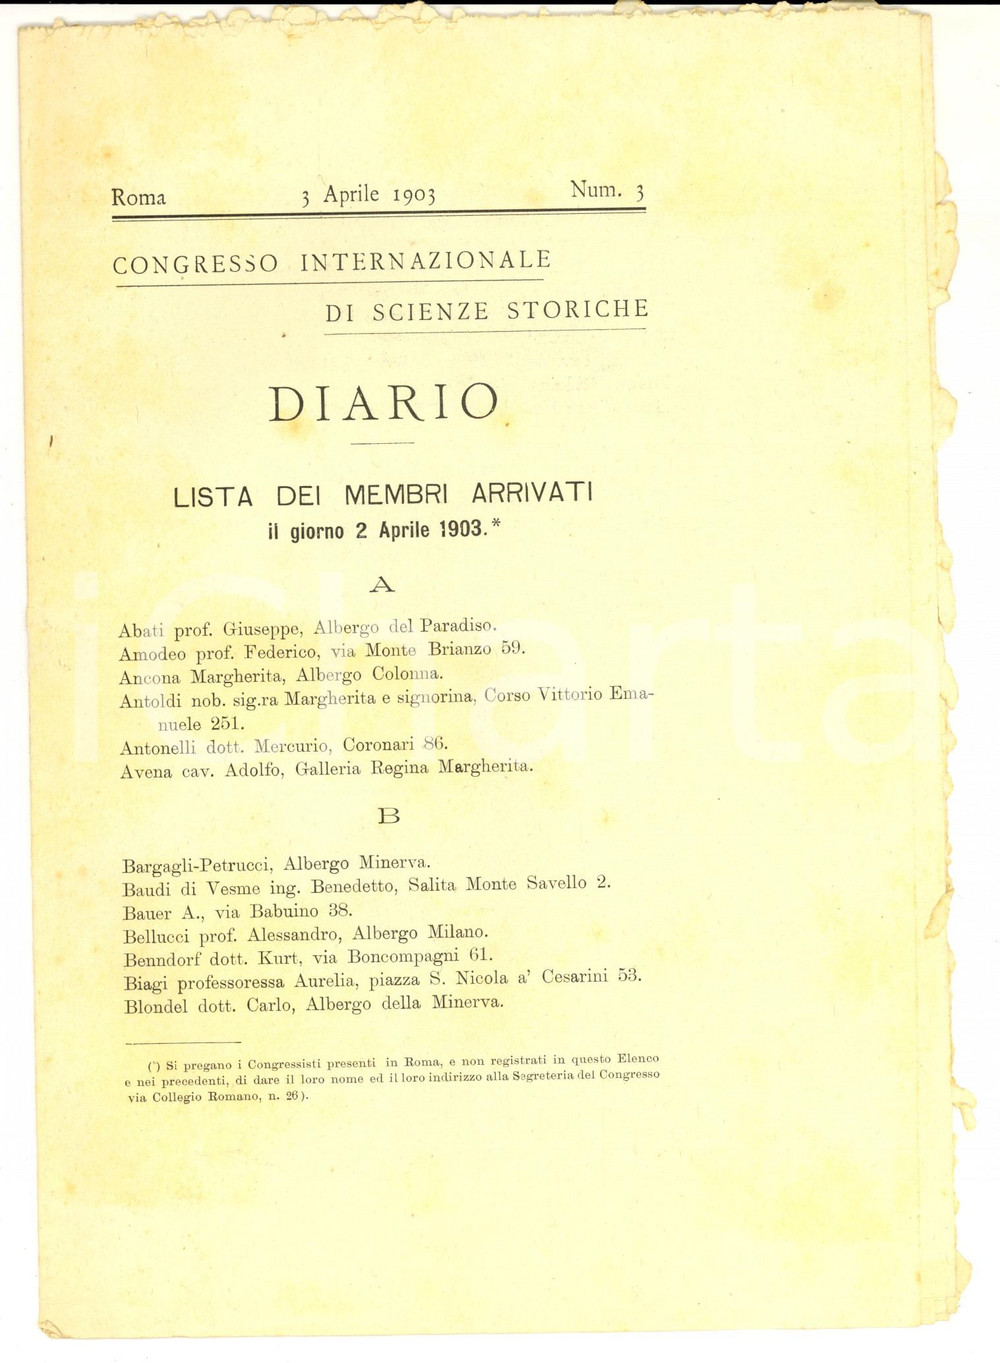 Roma 3 Aprile 1903 Num. 3
CONGRESSO INTERNAZIONALE
DI SCIENZE STORICHE
DIARIO
LISTA DEI MEMBRI ARRIVATI
il giorno 2 Aprile 1903.*
A
Abati prof. Giuseppe, Albergo del Paradiso.
Amodeo prof. Federico, via Monte Brianzo 59.
Ancona Margherita, Albergo Colonna.
Antoldi nob. sig.ra Margherita e signorina, Corso Vittorio Ema-
nuele 251.
Antonelli dott. Mercurio, Coronari 86.
Avena cav. Adolfo, Galleria Regina Margherita.
B
Bargagli-Petrucci, Albergo Minerva.
Baudi di Vesme ing. Benedetto, Salita Monte Savello 2.
Bauer A., via Babuino 38.
Bellucci prof. Alessandro, Albergo Milano.
Benndorf dott. Kurt, via Boncompagni 61.
Biagi professoressa Aurelia, piazza S. Nicola a' Cesarini 53.
Blondel dott. Carlo, Albergo della Minerva.
(*) Si pregano i Congressisti presenti in Roma, e non registrati in questo Elenco
e nei precedenti, di dare il loro nome ed il loro indirizzo alla Segreteria del Congresso
via Collegio Romano, n. 26).
iCharta